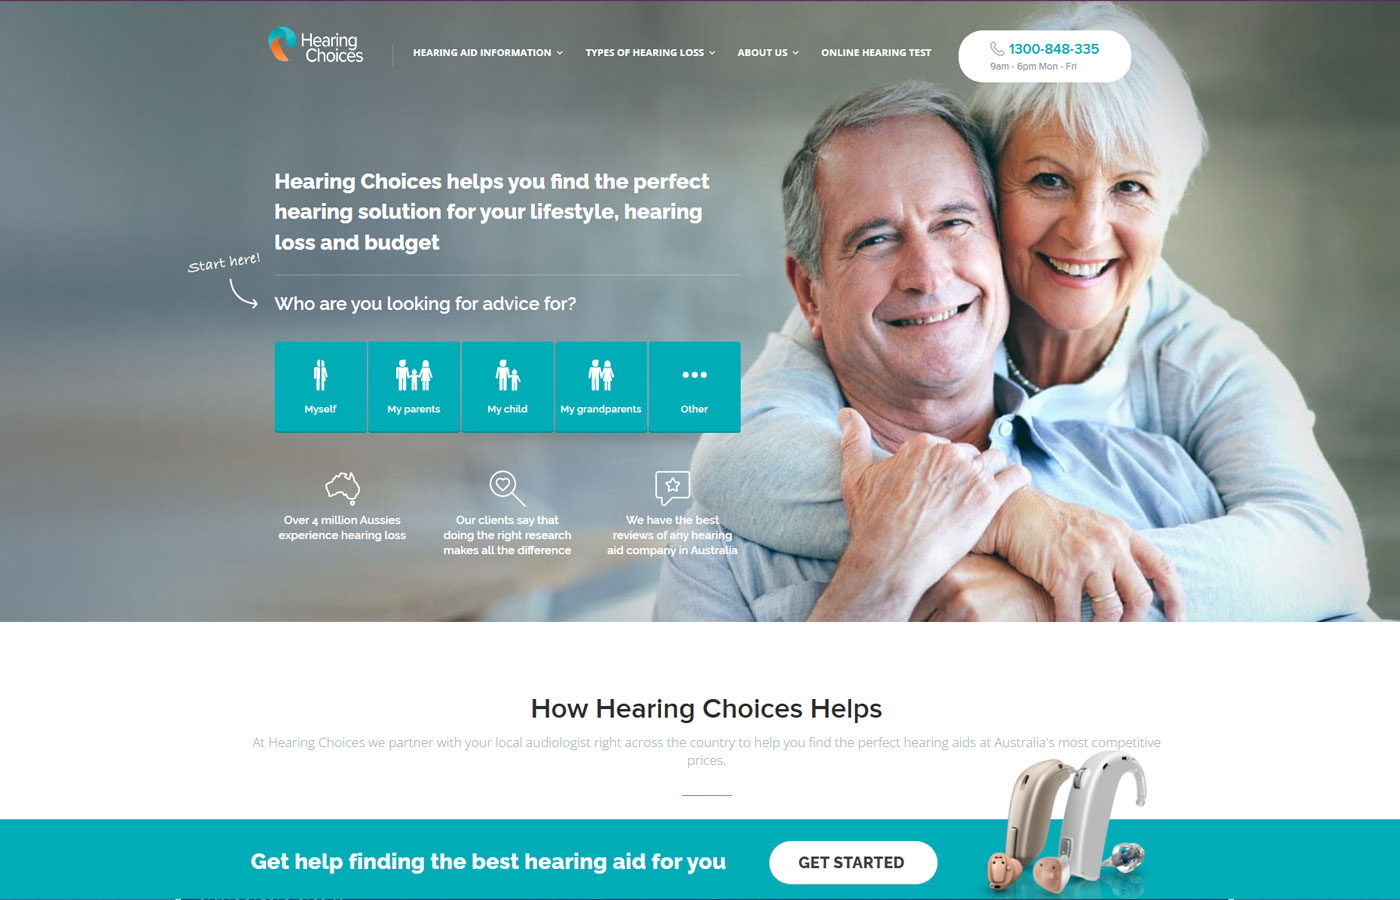 Hearing
Choices
HEARING AID INFORMATION
TYPES OF HEARING LOSS
ABOUT US
ONLINE HEARING TEST
1300-848-335
9am - 6pm Mon - Fri
Hearing Choices helps you find the perfect
hearing solution for your lifestyle, hearing
loss and budget
Start here!
Who are you looking for advice for?
Myself
My parents
My child
My grandparents
Other
Over 4 million Aussies
experience hearing loss
Our clients say that
doing the right research
makes all the difference
We have the best
reviews of any hearing
aid company in Australia
How Hearing Choices Helps
At Hearing Choices we partner with your local audiologist right across the country to help you find the perfect hearing aids at Australia's most competitive
prices.
Get help finding the best hearing aid for you
GET STARTED